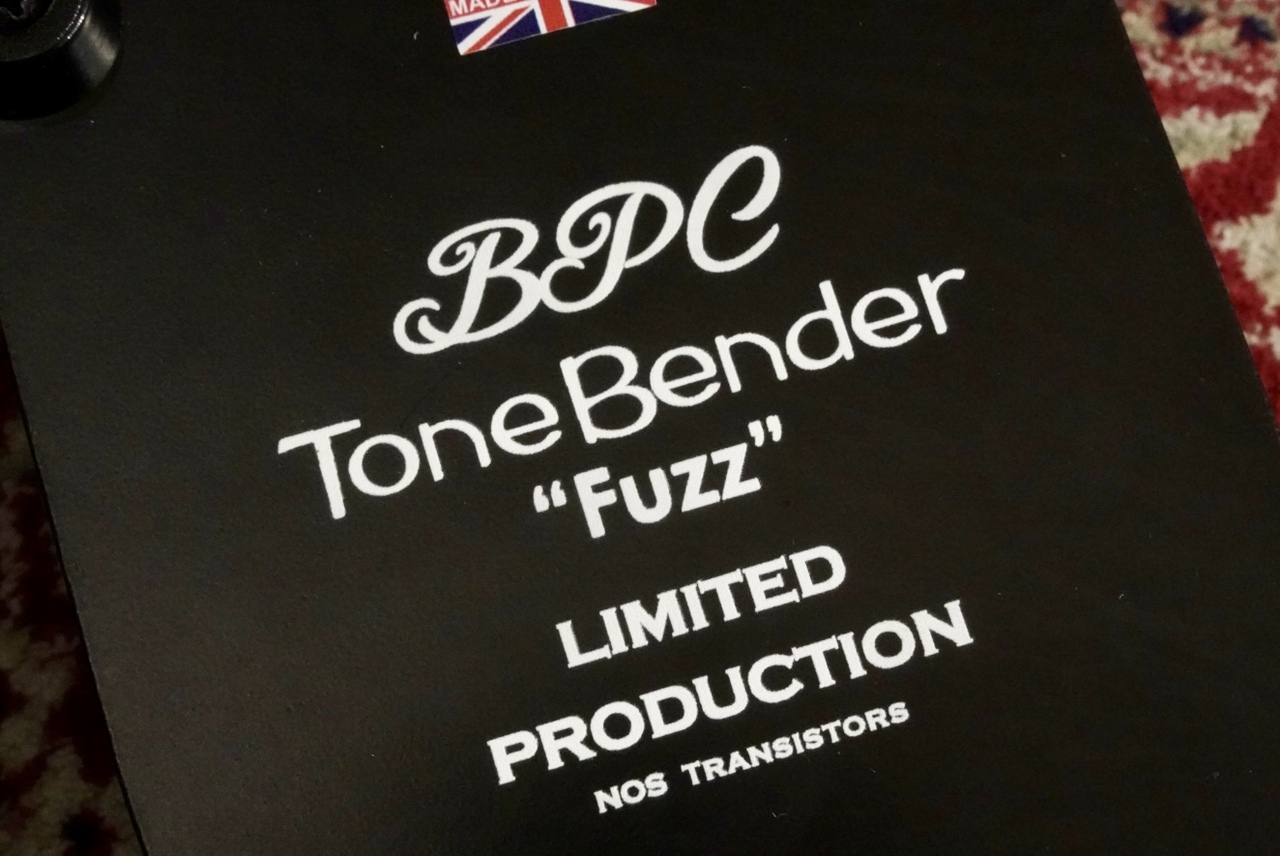 MADE
BPC
ToneBender
“Fuzz”
LIMITED
PRODUCTION
NOS TRANSISTORS